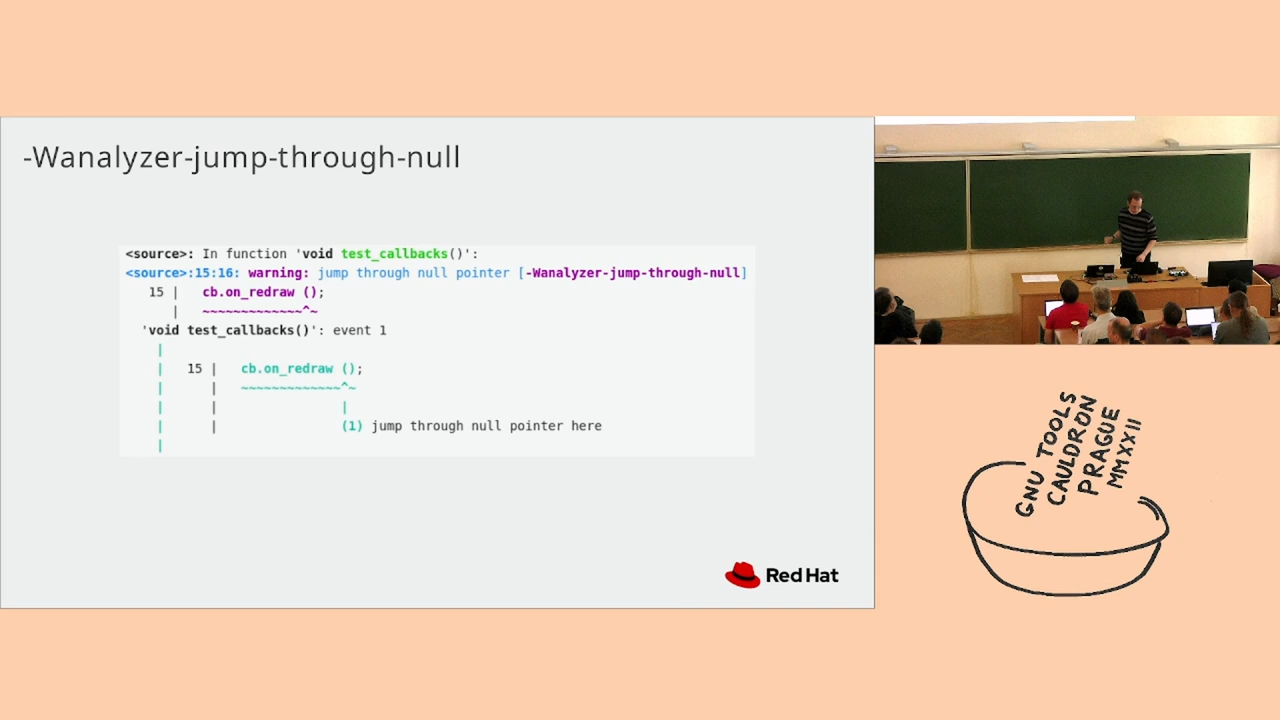 -Wanalyzer-jump-through-null
<source>: In function 'void test_callbacks()':
<source>:15:16: warning: jump through null pointer [-Wanalyzer-jump-through-null]
15 |   cb.on_redraw ();
|   ~~~~~~~~~~~~~^~
'void test_callbacks()': event 1
|
|   15 |   cb.on_redraw ();
|      |   ~~~~~~~~~~~~~^~
|      |                |
|      |                (1) jump through null pointer here
|
Red Hat
GNU TOOLS
CAULDRON
PRAGUE
MMXXII